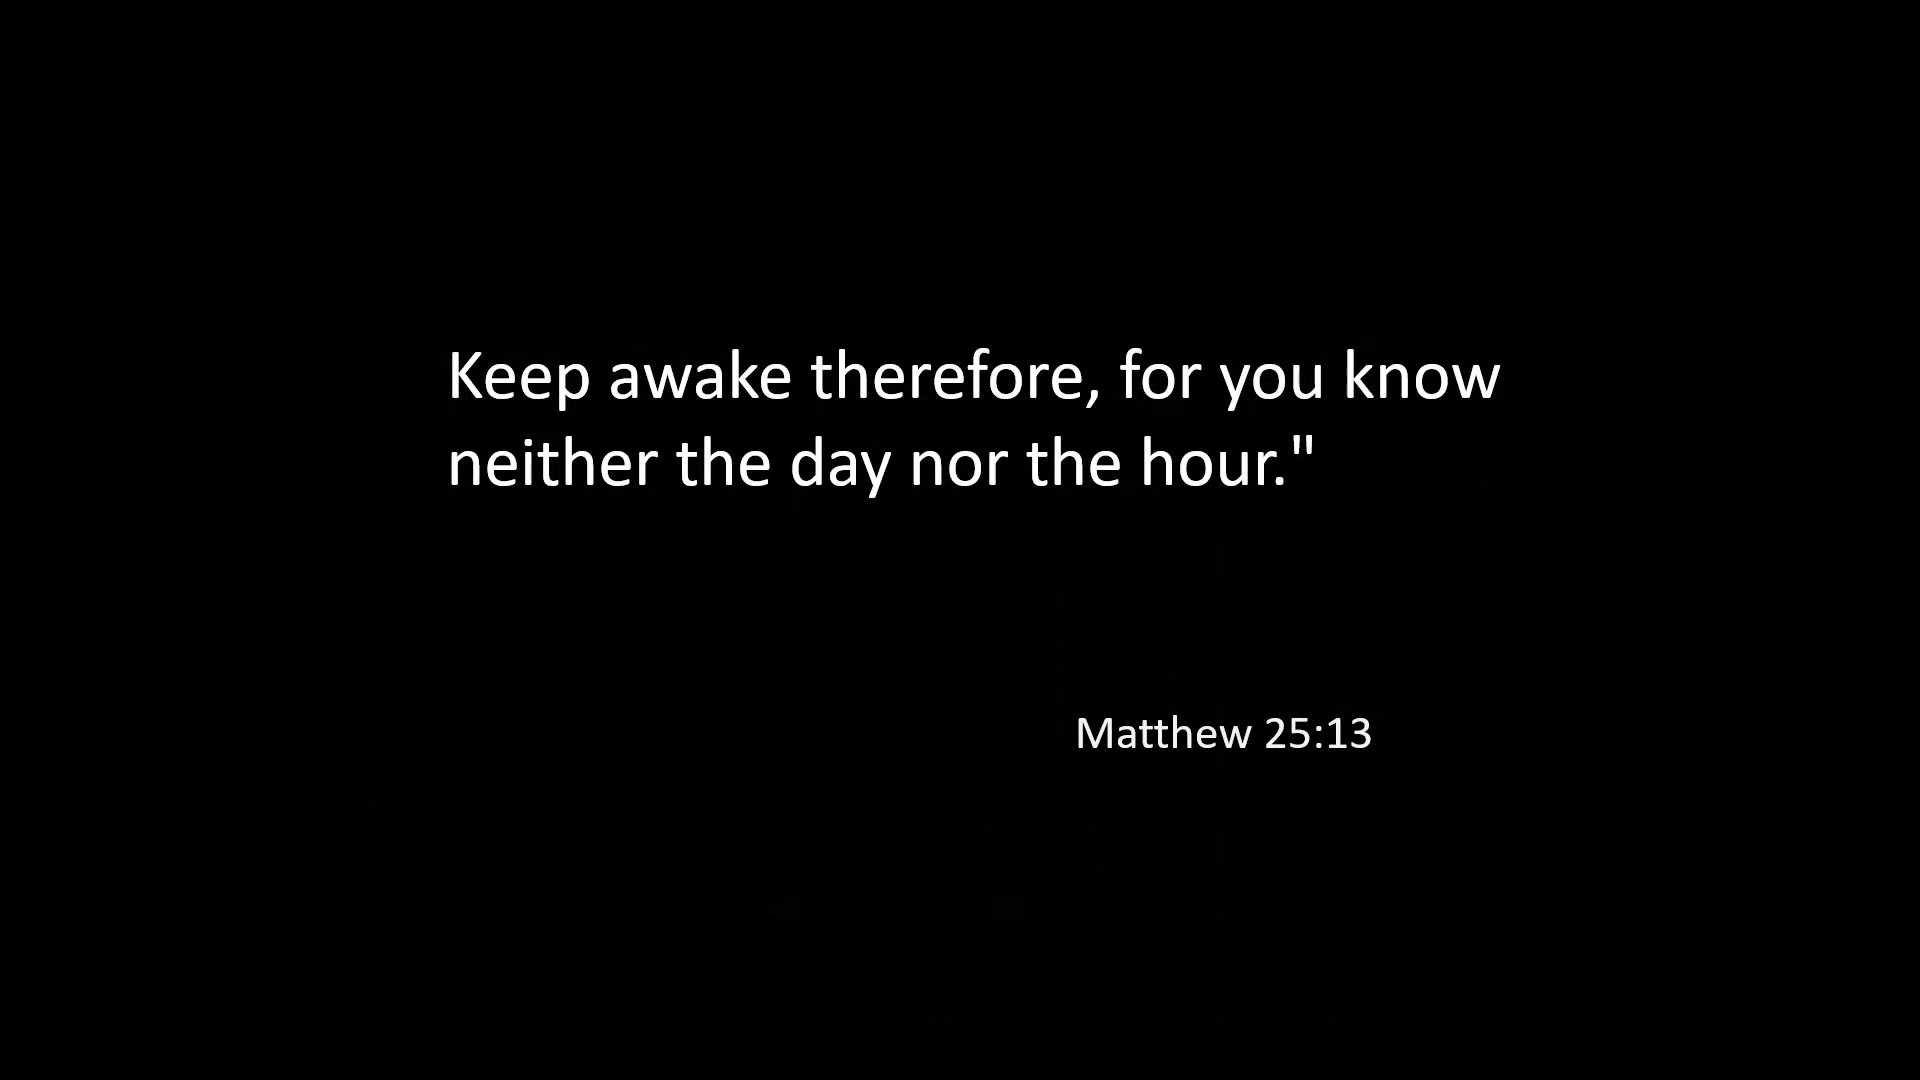 Keep awake therefore, for you know
neither the day nor the hour."
Matthew 25:13